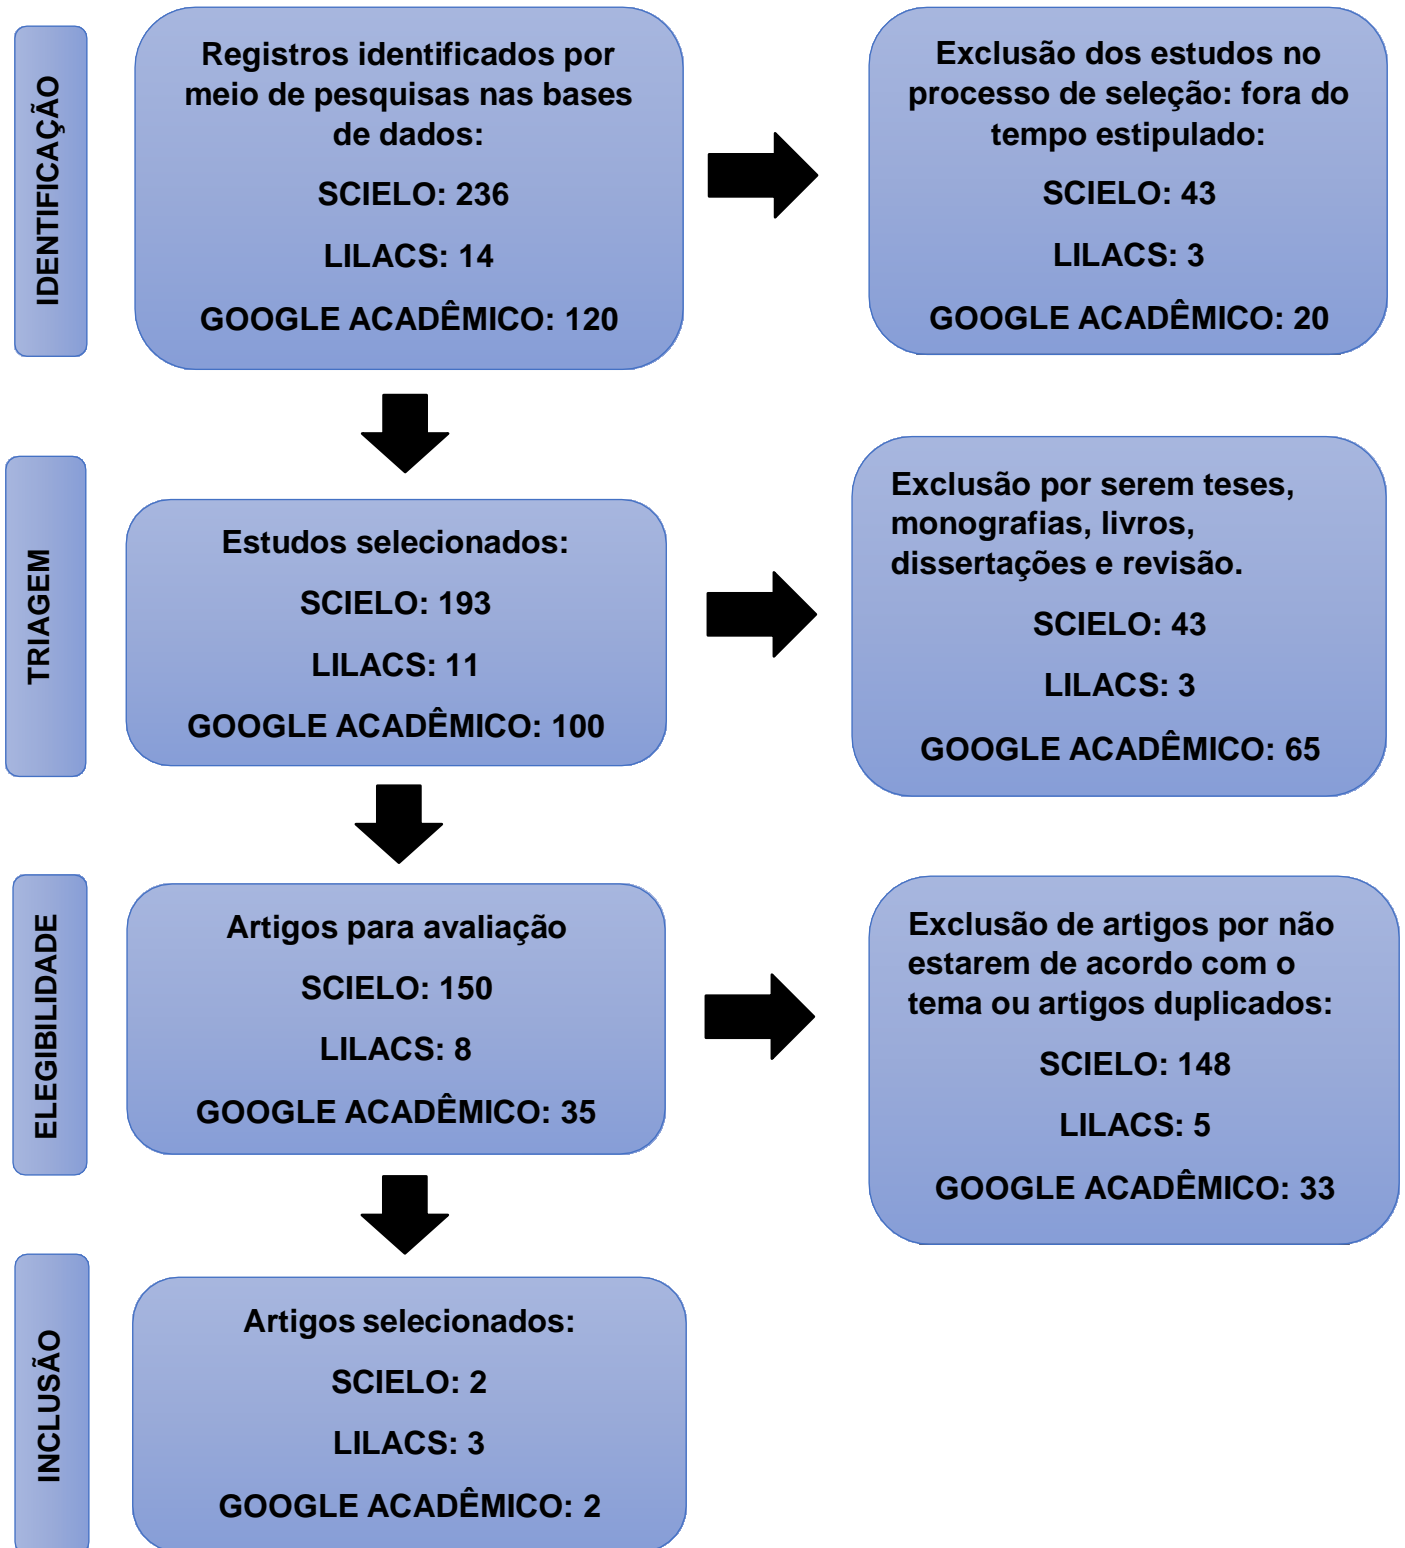 IDENTIFICAÇÃO
Registros identificados por
meio de pesquisas nas bases
de dados:
SCIELO: 236
LILACS: 14
GOOGLE ACADÊMICO: 120
Exclusão dos estudos no
processo de seleção: fora do
tempo estipulado:
SCIELO: 43
LILACS: 3
GOOGLE ACADÊMICO: 20
TRIAGEM
Estudos selecionados:
SCIELO: 193
LILACS: 11
GOOGLE ACADÊMICO: 100
Exclusão por serem teses,
monografias, livros,
dissertações e revisão.
SCIELO: 43
LILACS: 3
GOOGLE ACADÊMICO: 65
ELEGIBILIDADE
Artigos para avaliação
SCIELO: 150
LILACS: 8
GOOGLE ACADÊMICO: 35
Exclusão de artigos por não
estarem de acordo com o
tema ou artigos duplicados:
SCIELO: 148
LILACS: 5
GOOGLE ACADÊMICO: 33
INCLUSÃO
Artigos selecionados:
SCIELO: 2
LILACS: 3
GOOGLE ACADÊMICO: 2